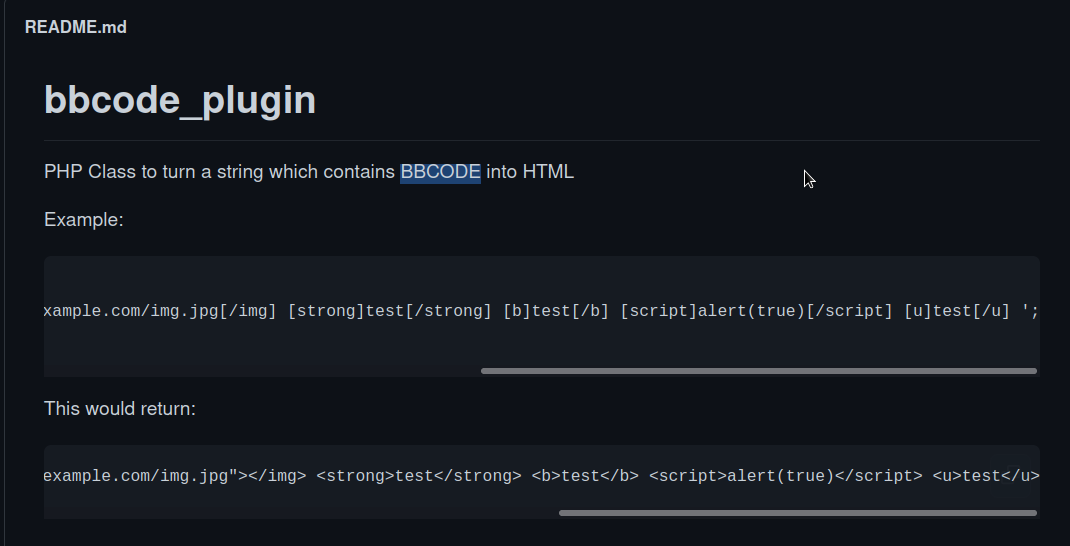 README.md
bbcode_plugin
PHP Class to turn a string which contains BBCODE into HTML
Example:
xample.com/img.jpg[/img] [strong]test[/strong] [b]test[/b] [script]alert(true)[/script] [u]test[/u] ';
This would return:
example.com/img.jpg"></img> <strong>test</strong> <b>test</b> <script>alert(true)</script> <u>test</u>